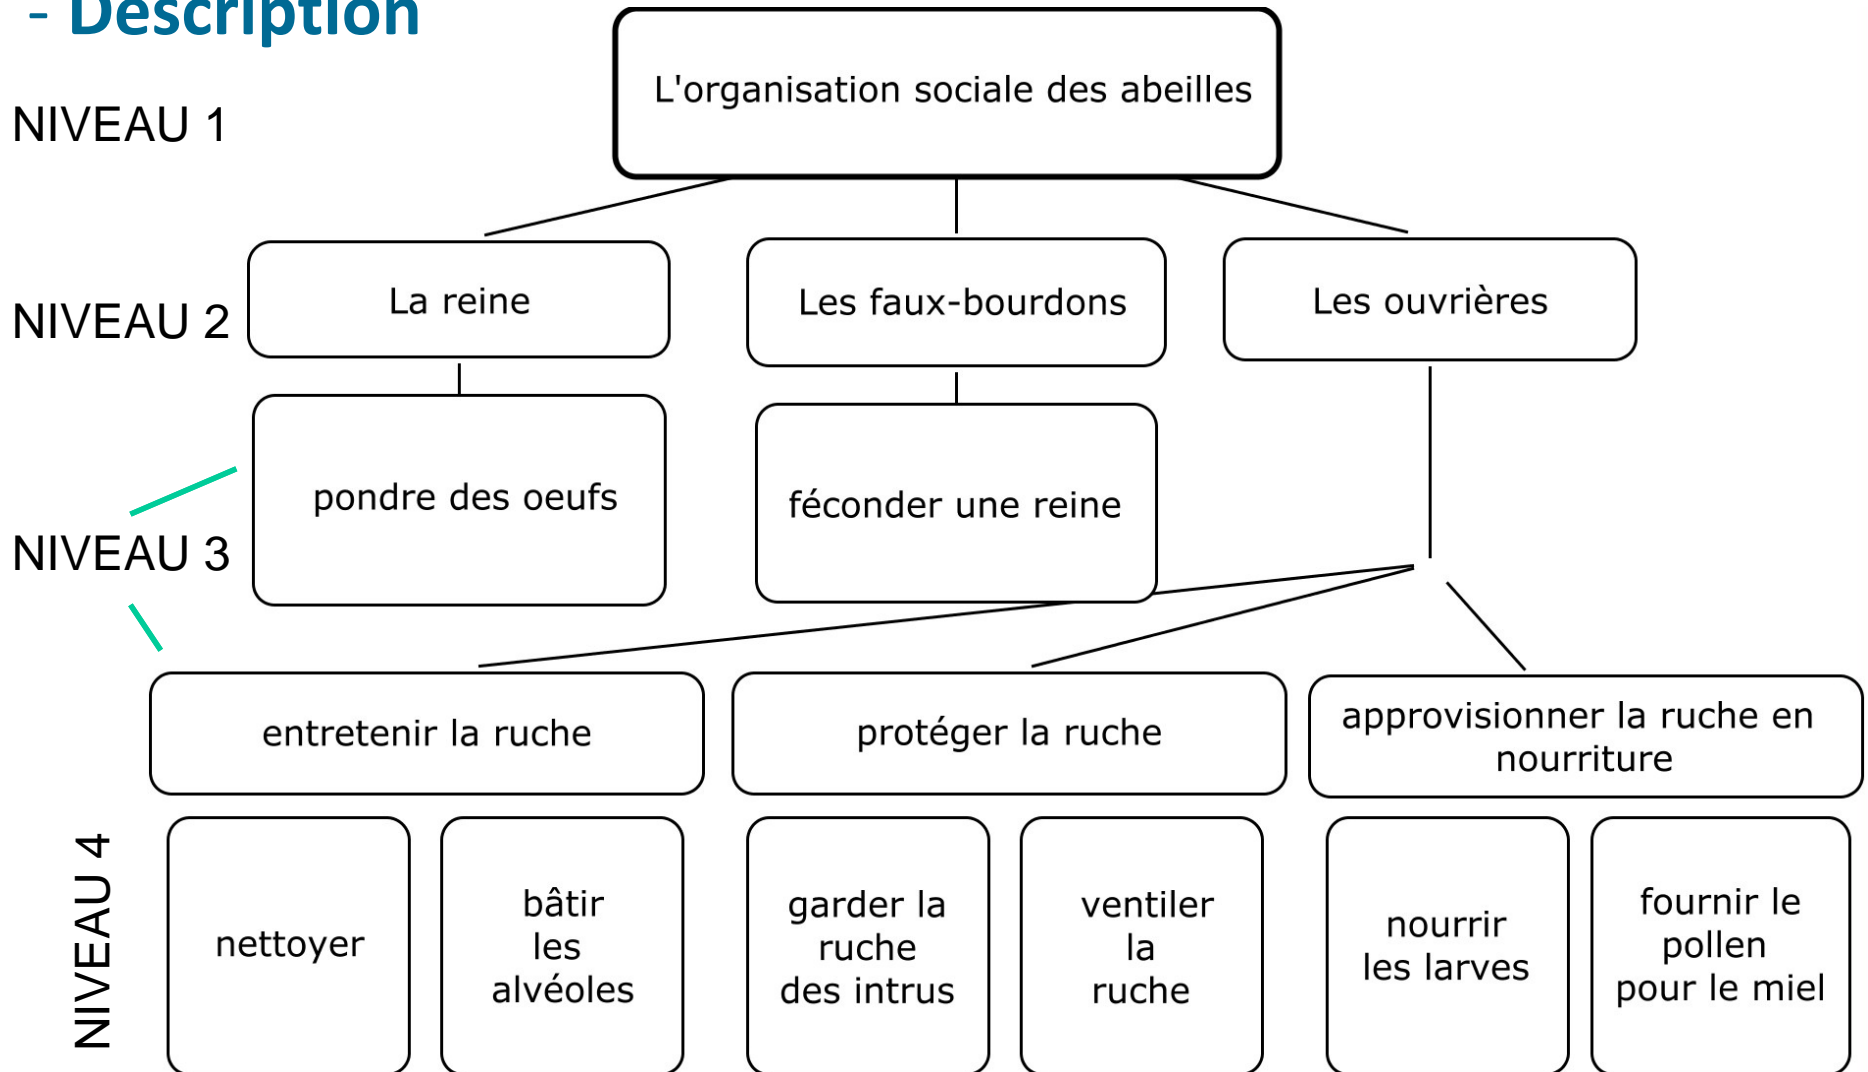 - Description
L'organisation sociale des abeilles
NIVEAU 1
NIVEAU 2
La reine
Les faux-bourdons
Les ouvrières
pondre des oeufs
féconder une reine
NIVEAU 3
entretenir la ruche
protéger la ruche
approvisionner la ruche en
nourriture
NIVEAU 4
nettoyer
bâtir
les
alvéoles
garder la
ruche
des intrus
ventiler
la
ruche
nourrir
les larves
fournir le
pollen
pour le miel